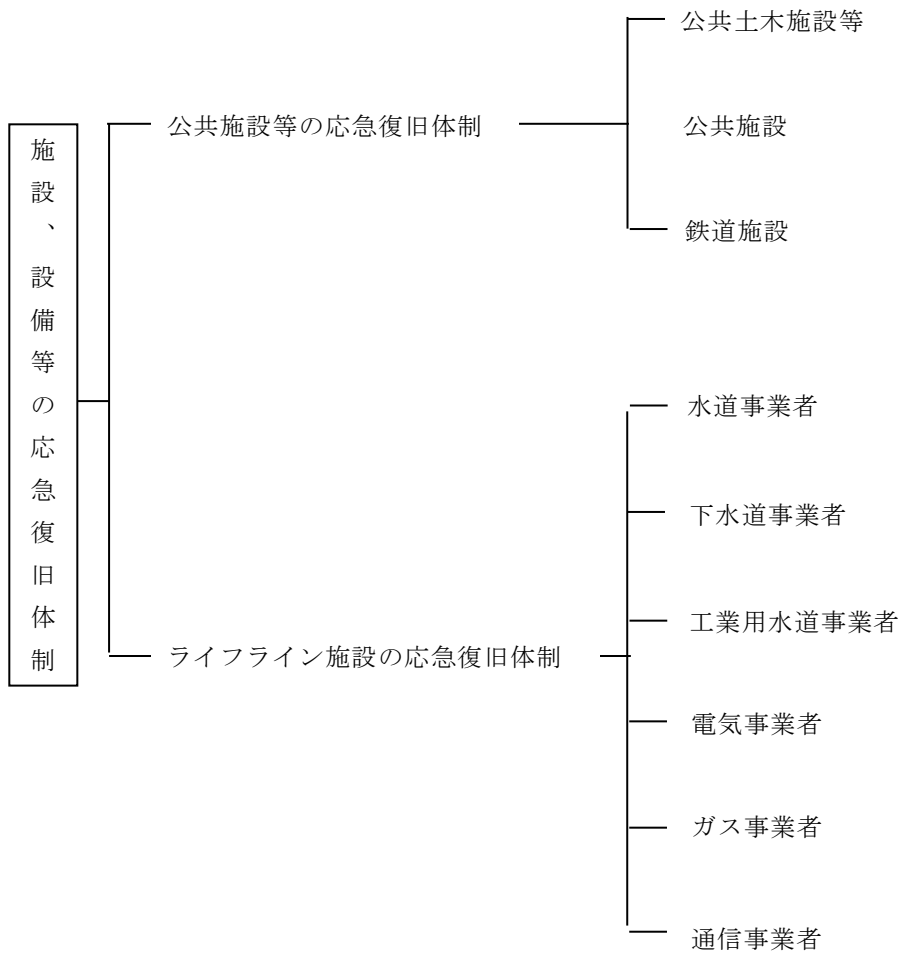 施設、設備等の応急復旧体制
公共施設等の応急復旧体制
公共土木施設等
公共施設
鉄道施設
ライフライン施設の応急復旧体制
水道事業者
下水道事業者
工業用水道事業者
電気事業者
ガス事業者
通信事業者